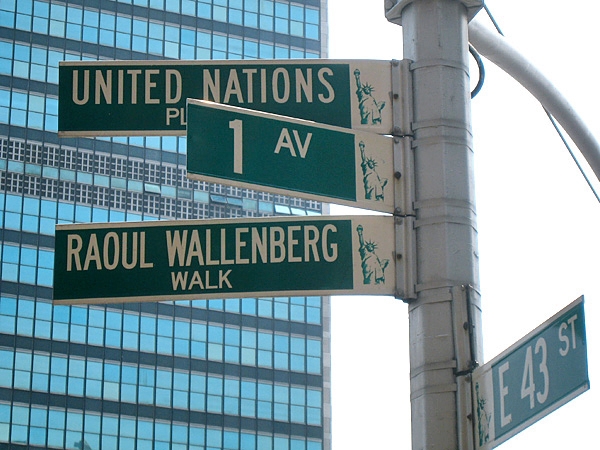 UNITED NATIONS
PL
1 AV
RAOUL WALLENBERG
WALK
E 43 ST